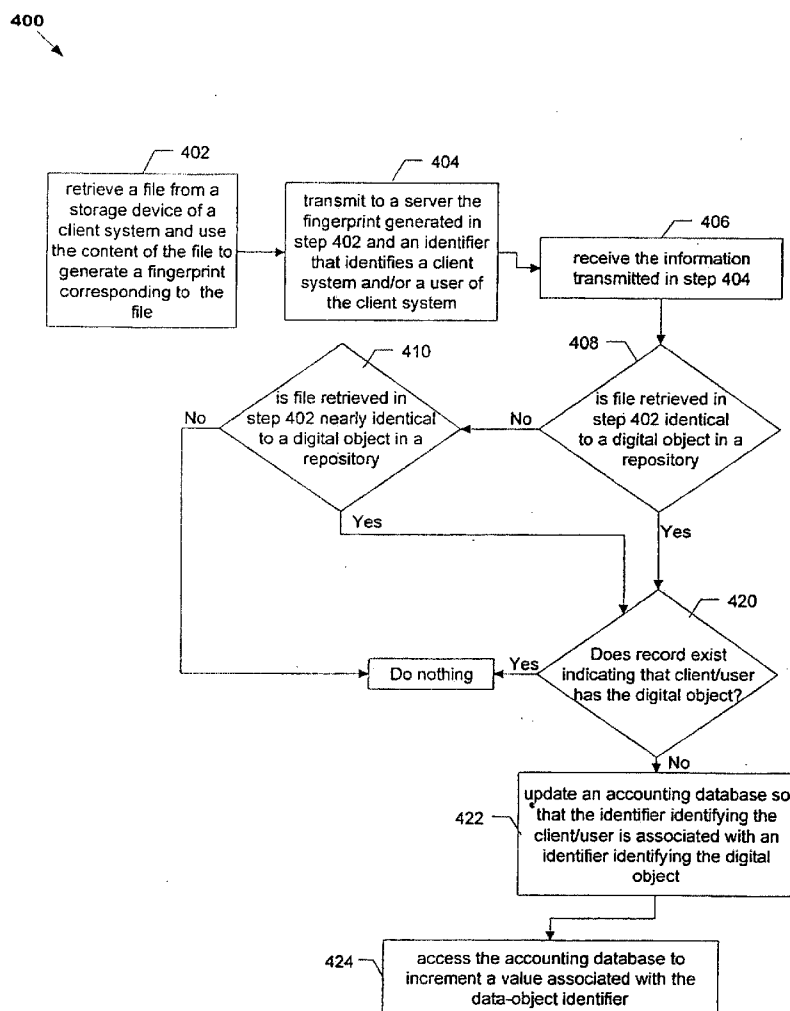 400
402
retrieve a file from a
storage device of a
client system and use
the content of the file to
generate a fingerprint
corresponding to the
file
404
transmit to a server the
fingerprint generated in
step 402 and an identifier
that identifies a client
system and/or a user of
the client system
406
receive the information
transmitted in step 404
408
is file retrieved in
step 402 identical
to a digital object in a
repository
No
410
is file retrieved in
step 402 nearly identical
to a digital object in a
repository
No
Yes
Yes
420
Does record exist
indicating that client/user
has the digital object?
Yes
Do nothing
No
422
update an accounting database so
that the identifier identifying the
client/user is associated with an
identifier identifying the digital
object
424
access the accounting database to
increment a value associated with the
data-object identifier